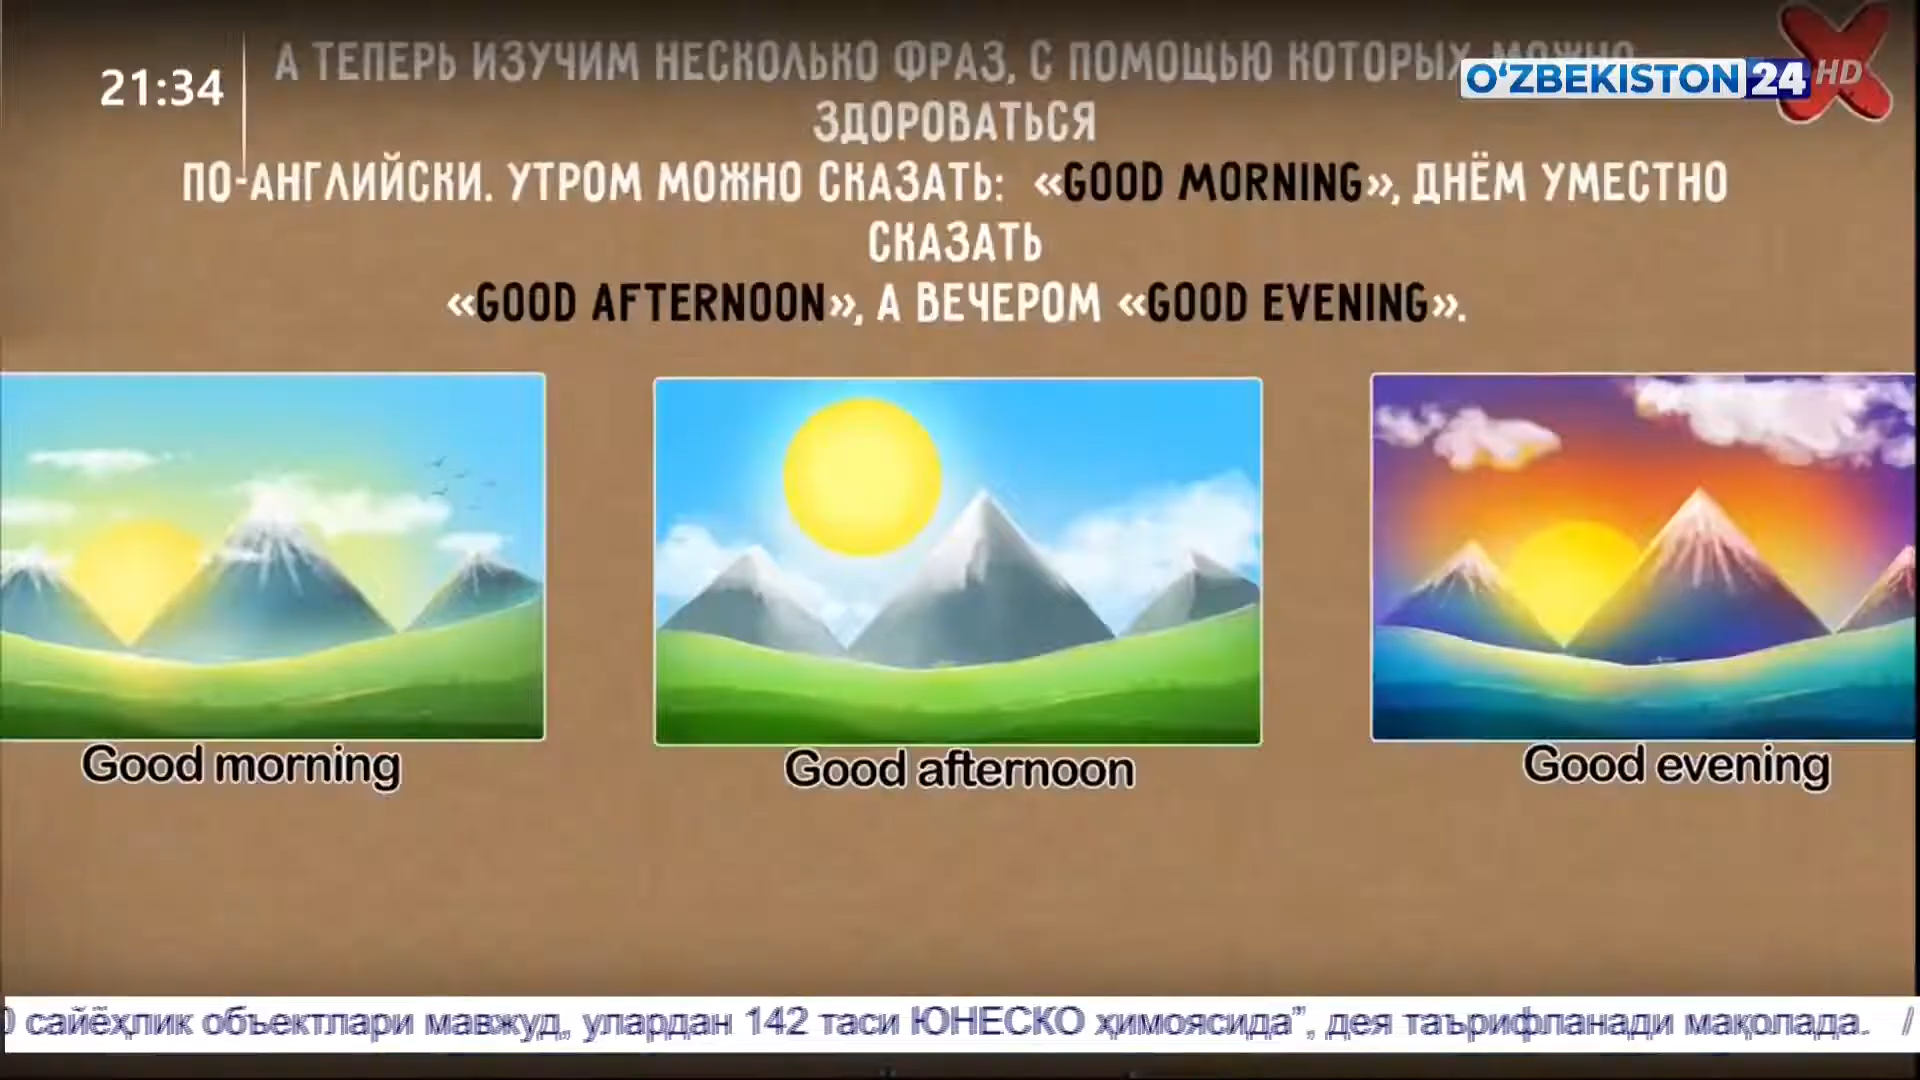 21:34
А ТЕПЕРЬ ИЗУЧИМ НЕСКОЛЬКО ФРАЗ, С ПОМОЩЬЮ КОТОРЫХ МОЖНО
O‘ZBEKISTON 24 HD
ЗДОРОВАТЬСЯ
ПО-АНГЛИЙСКИ. УТРОМ МОЖНО СКАЗАТЬ: «GOOD MORNING», ДНЁМ УМЕСТНО
СКАЗАТЬ
«GOOD AFTERNOON», А ВЕЧЕРОМ «GOOD EVENING».
Good morning
Good afternoon
Good evening
сайёҳлик объектлари мавжуд, улардан 142 таси ЮНЕСКО ҳимоясида”, дея таърифланади мақолада. /